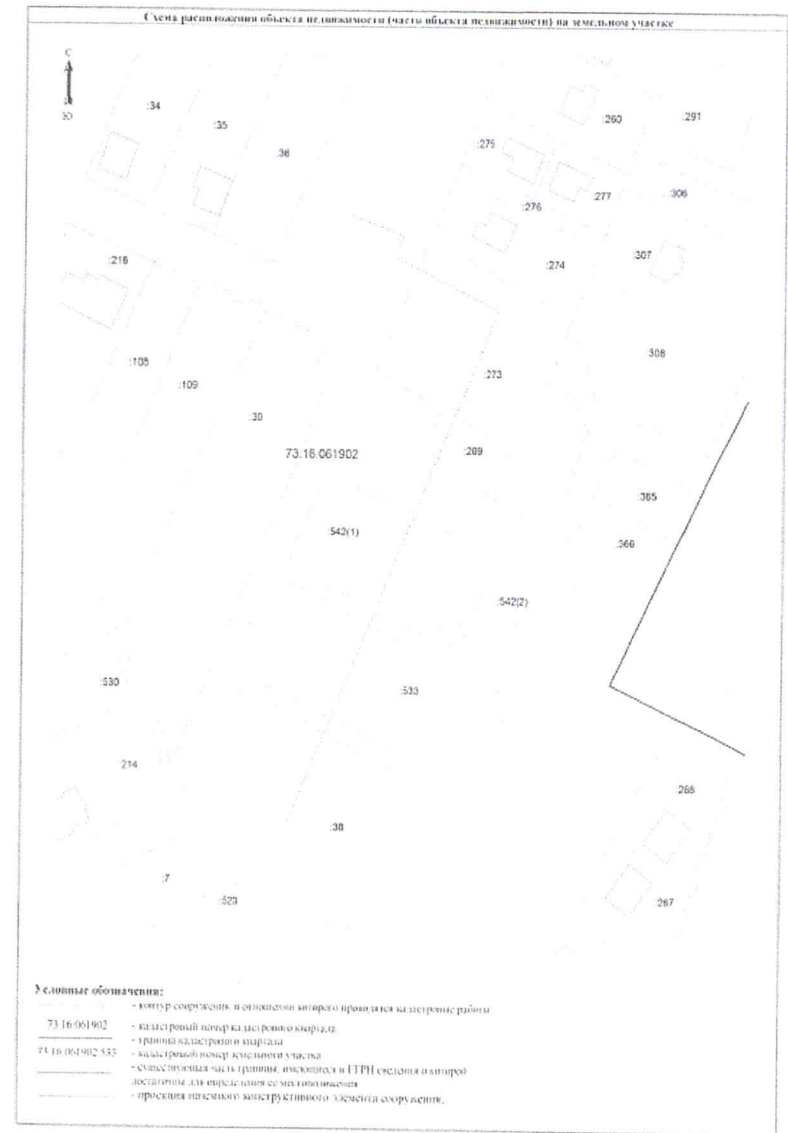 Схема расположения объекта недвижимости (части объекта недвижимости) на земельном участке
С
Ю
:34
:35
:36
:275
:260
:291
:276
:277
:306
:274
:307
:216
:108
:109
:30
:273
:308
73:16:061902
:269
:365
:366
:542(1)
:542(2)
:530
:533
:214
:38
:7
:523
:267
Условные обозначения:
- контур сооружения, в отношении которого проводятся кадастровые работы
73:16:061902 - кадастровый номер кадастрового квартала
- граница кадастрового квартала
73:16:061902:533 - кадастровый номер земельного участка
- существующая часть границы, имеющиеся в ЕГРН сведения о которой
достаточны для определения ее местоположения
- проекция наземного конструктивного элемента сооружения.